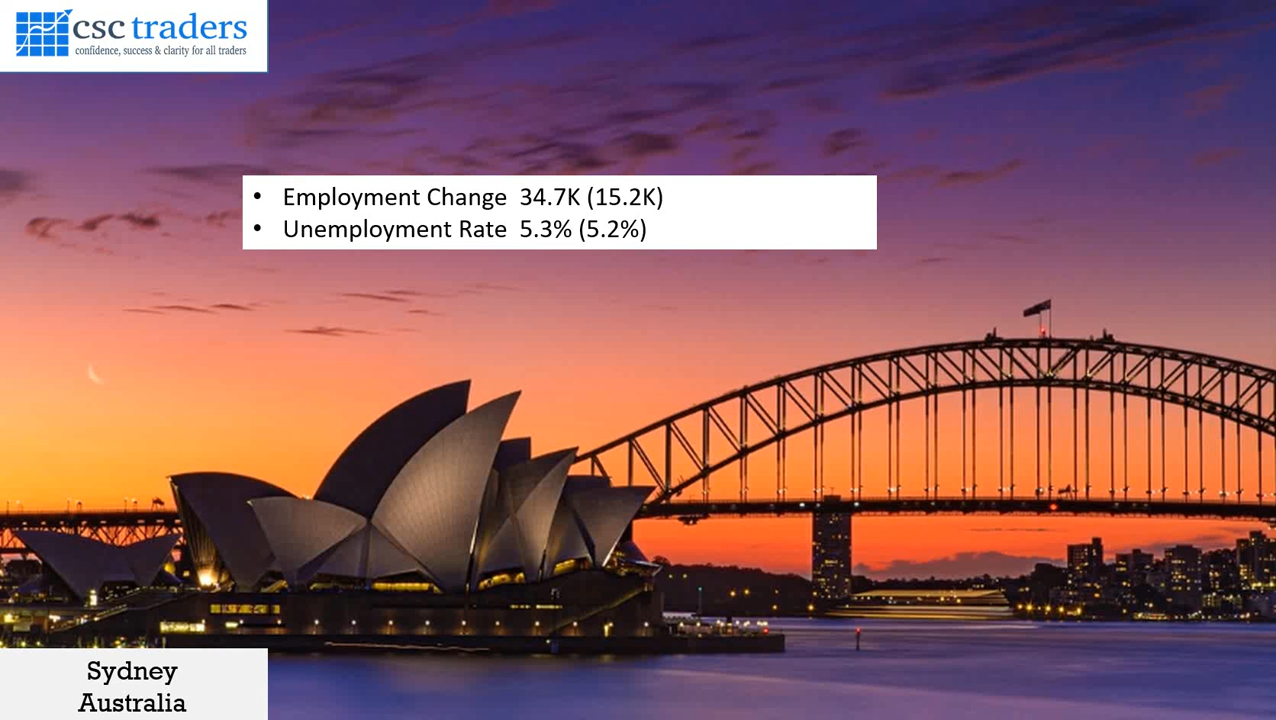 csc traders
confidence, success & clarity for all traders
• Employment Change 34.7K (15.2K)
• Unemployment Rate 5.3% (5.2%)
Sydney
Australia